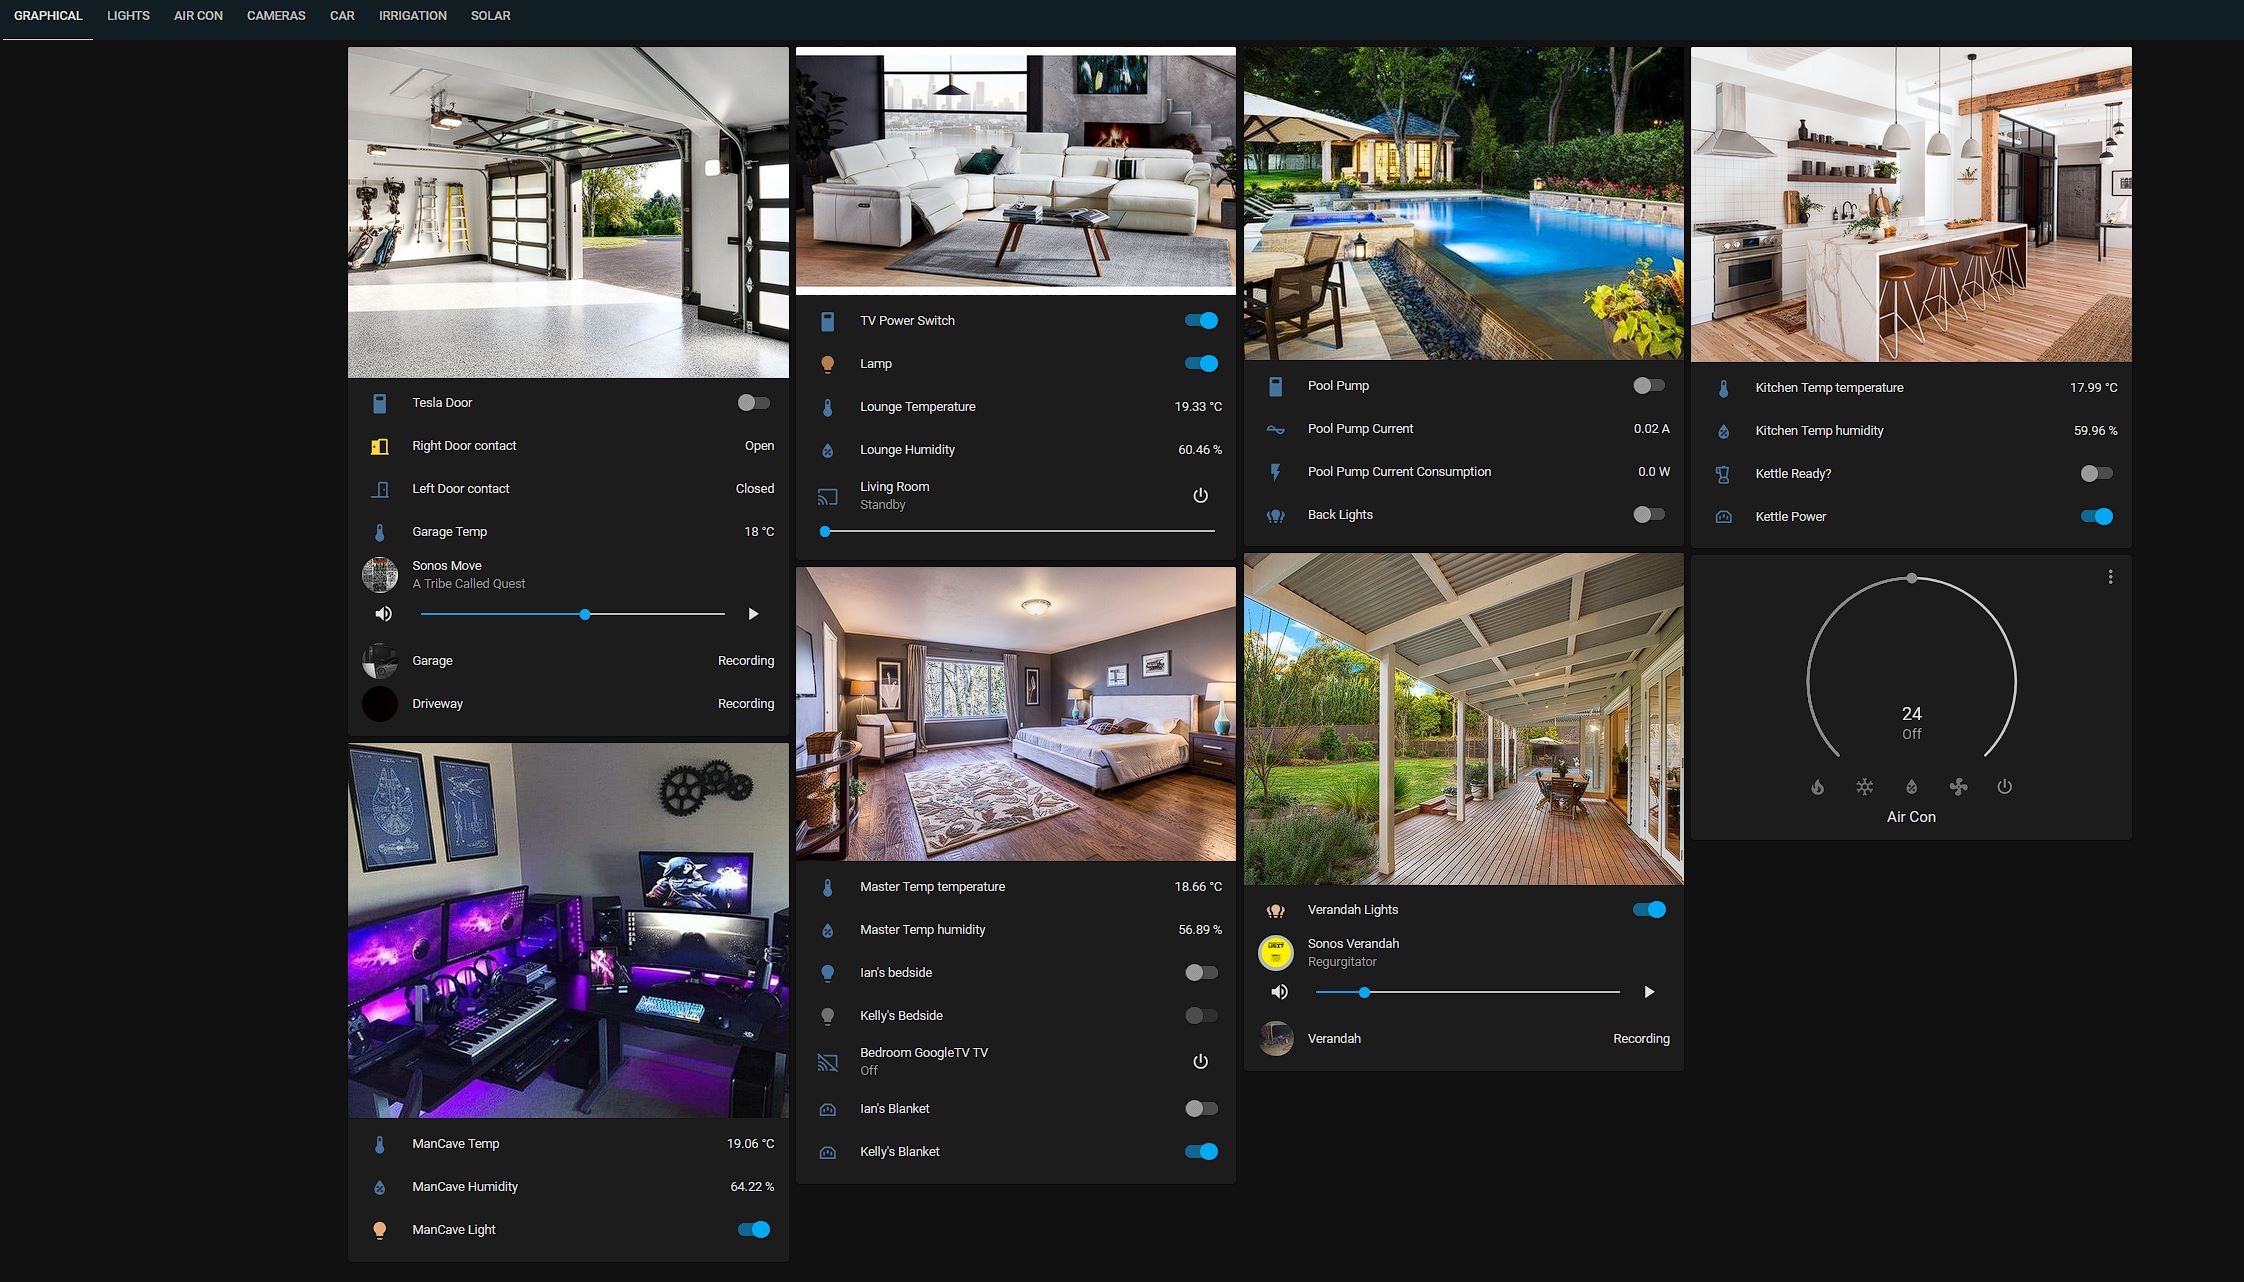 GRAPHICAL LIGHTS AIR CON CAMERAS CAR IRRIGATION SOLAR
Tesla Door
Right Door contact Open
Left Door contact Closed
Garage Temp 18 °C
Sonos Move
A Tribe Called Quest
Garage Recording
Driveway Recording
ManCave Temp 19.06 °C
ManCave Humidity 64.22 %
ManCave Light
TV Power Switch
Lamp
Lounge Temperature 19.33 °C
Lounge Humidity 60.46 %
Living Room
Standby
Master Temp temperature 18.66 °C
Master Temp humidity 56.89 %
Ian's bedside
Kelly's Bedside
Bedroom GoogleTV TV
Off
Ian's Blanket
Kelly's Blanket
Pool Pump
Pool Pump Current 0.02 A
Pool Pump Current Consumption 0.0 W
Back Lights
Verandah Lights
Sonos Verandah
Regurgitator
Verandah Recording
Kitchen Temp temperature 17.99 °C
Kitchen Temp humidity 59.96 %
Kettle Ready?
Kettle Power
24
Off
Air Con